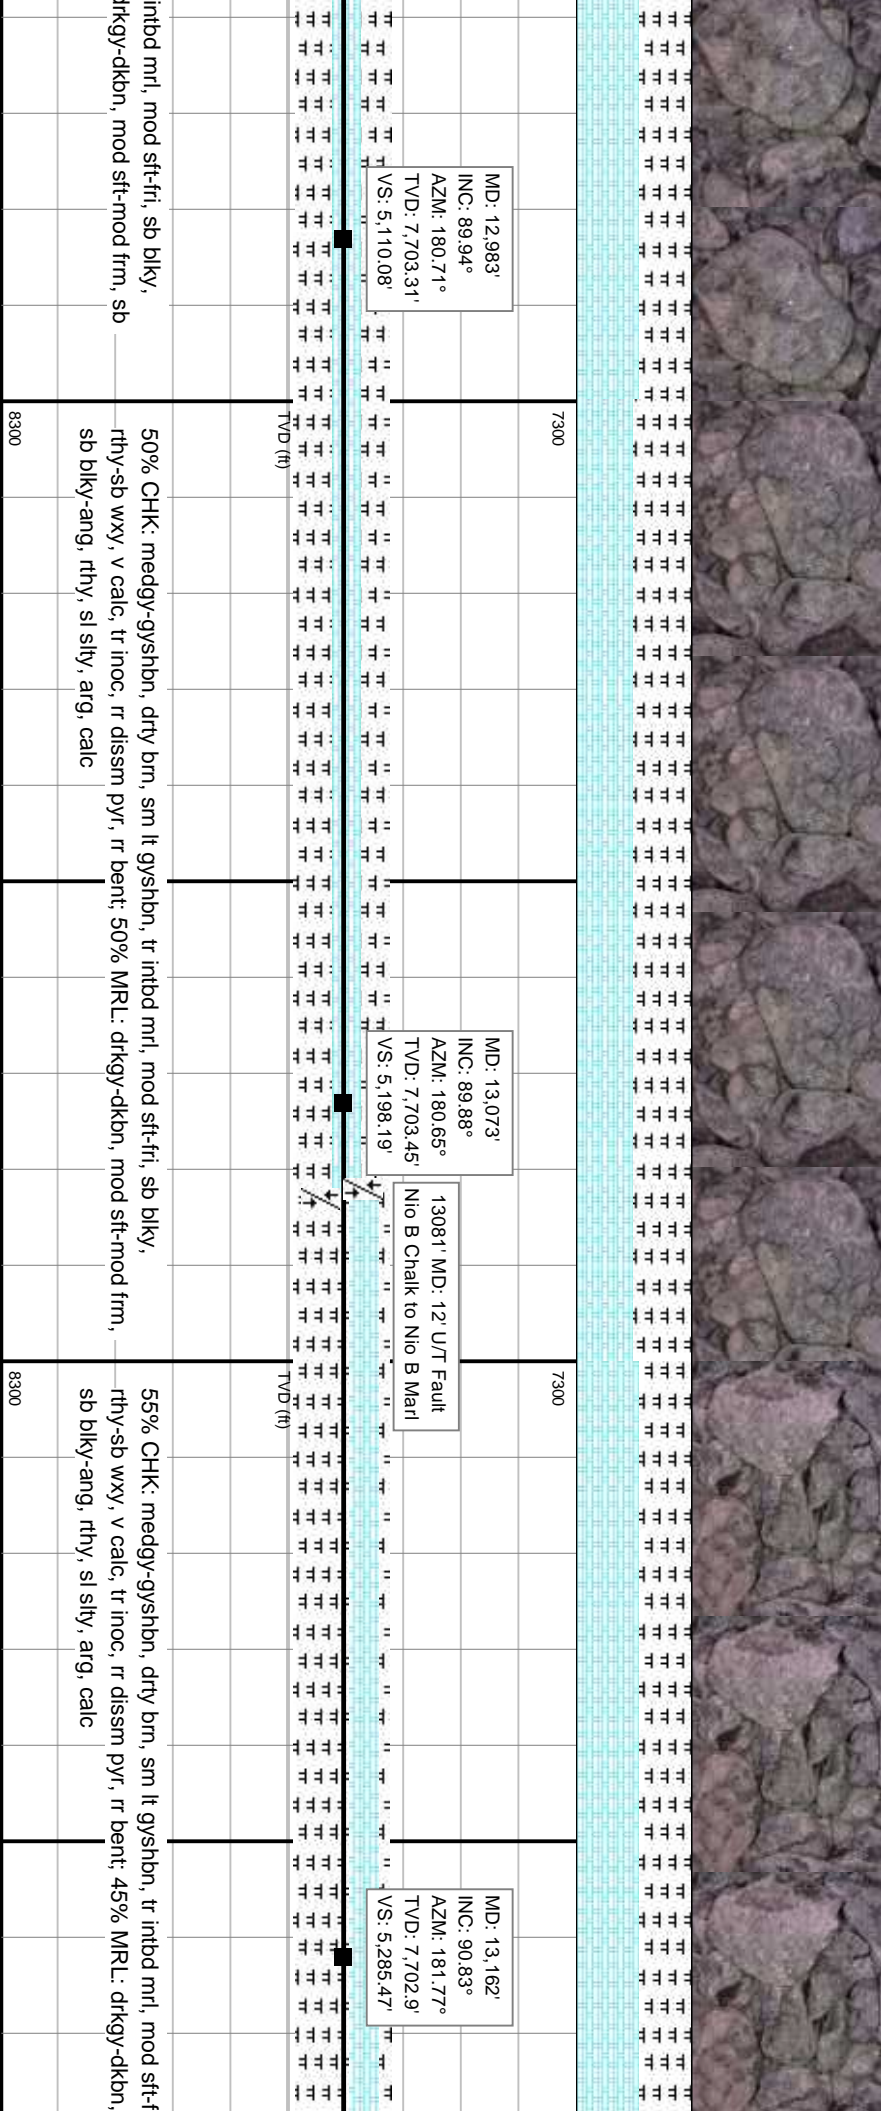 intbd mrl, mod sft-fri, sb blky,
drkgy-dkbn, mod sft-mod frm, sb
MD: 12,983'
INC: 89.94°
AZM: 180.71°
TVD: 7,703.31'
VS: 5,110.08'
7300
TVD (ft)
8300
50% CHK: medgy-gyshbn, drty brn, sm lt gyshbn, tr intbd mrl, mod sft-fri, sb blky,
rthy-sb wxy, v calc, tr inoc, rr dissm pyr, rr bent; 50% MRL: drkgy-dkbn, mod sft-mod frm,
sb blky-ang, rthy, sl slty, arg, calc
MD: 13,073'
INC: 89.88°
AZM: 180.65°
TVD: 7,703.45'
VS: 5,198.19'
13081' MD: 12' U/T Fault
Nio B Chalk to Nio B Marl
7300
TVD (ft)
8300
55% CHK: medgy-gyshbn, drty brn, sm lt gyshbn, tr intbd mrl, mod sft-f
rthy-sb wxy, v calc, tr inoc, rr dissm pyr, rr bent; 45% MRL: drkgy-dkbn,
sb blky-ang, rthy, sl slty, arg, calc
MD: 13,162'
INC: 90.83°
AZM: 181.77°
TVD: 7,702.9'
VS: 5,285.47'